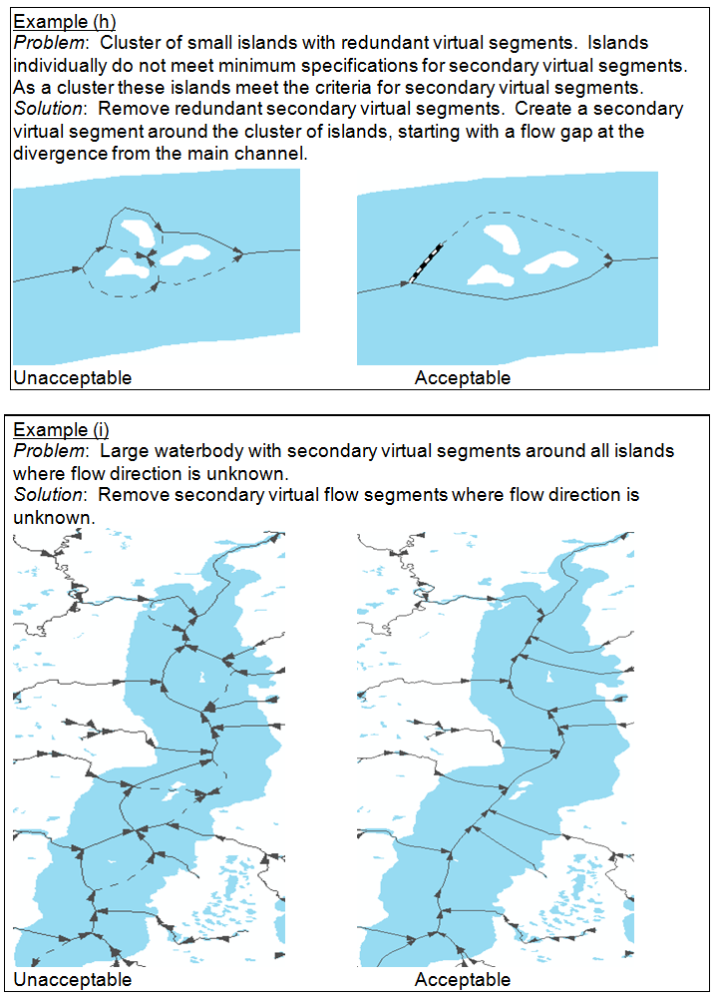 Example (h)
Problem:  Cluster of small islands with redundant virtual segments.  Islands
individually do not meet minimum specifications for secondary virtual segments.
As a cluster these islands meet the criteria for secondary virtual segments.
Solution:  Remove redundant secondary virtual segments.  Create a secondary
virtual segment around the cluster of islands, starting with a flow gap at the
divergence from the main channel.
Unacceptable
Acceptable
Example (i)
Problem:  Large waterbody with secondary virtual segments around all islands
where flow direction is unknown.
Solution:  Remove secondary virtual flow segments where flow direction is
unknown.
Unacceptable
Acceptable